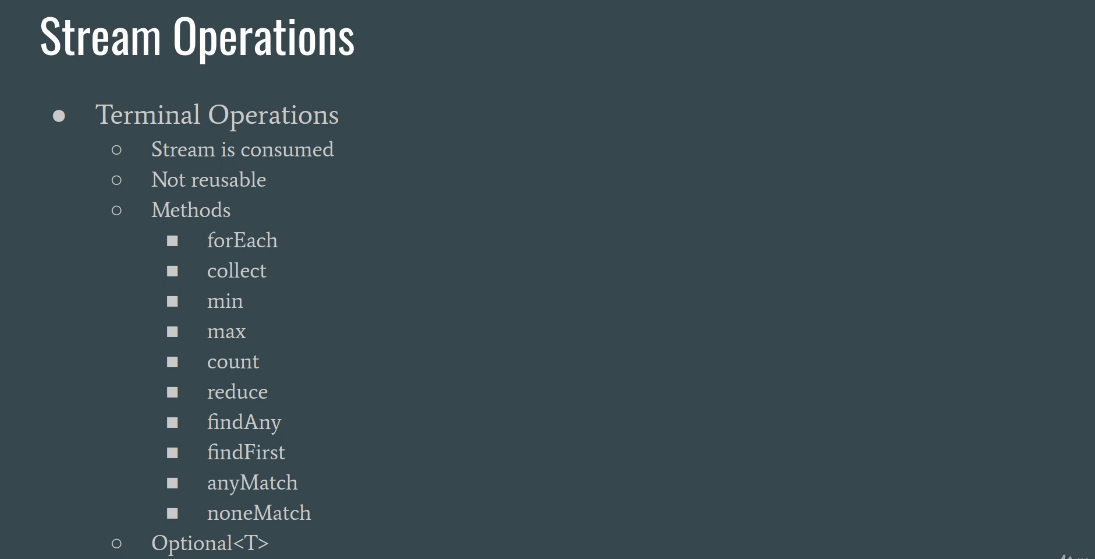 Stream Operations
● Terminal Operations
○ Stream is consumed
○ Not reusable
○ Methods
■ forEach
■ collect
■ min
■ max
■ count
■ reduce
■ findAny
■ findFirst
■ anyMatch
■ noneMatch
○ Optional<T>